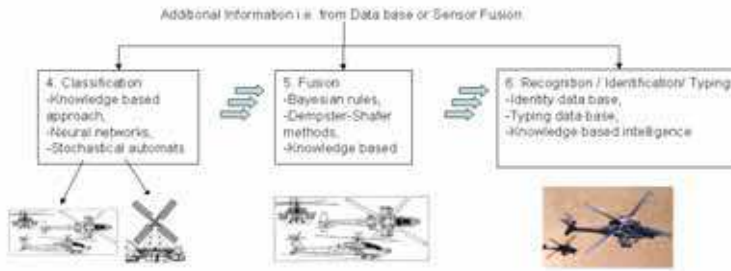 Additional Information i.e. from Data base or Sensor Fusion
4. Classification
-Knowledge based
approach,
-Neural networks,
-Stochastical automats
5. Fusion
-Bayesian rules,
-Dempster-Shafer
methods,
-Knowledge based
6. Recognition / Identification/ Typing
-Identity data base,
-Typing data base,
-Knowledge based intelligence